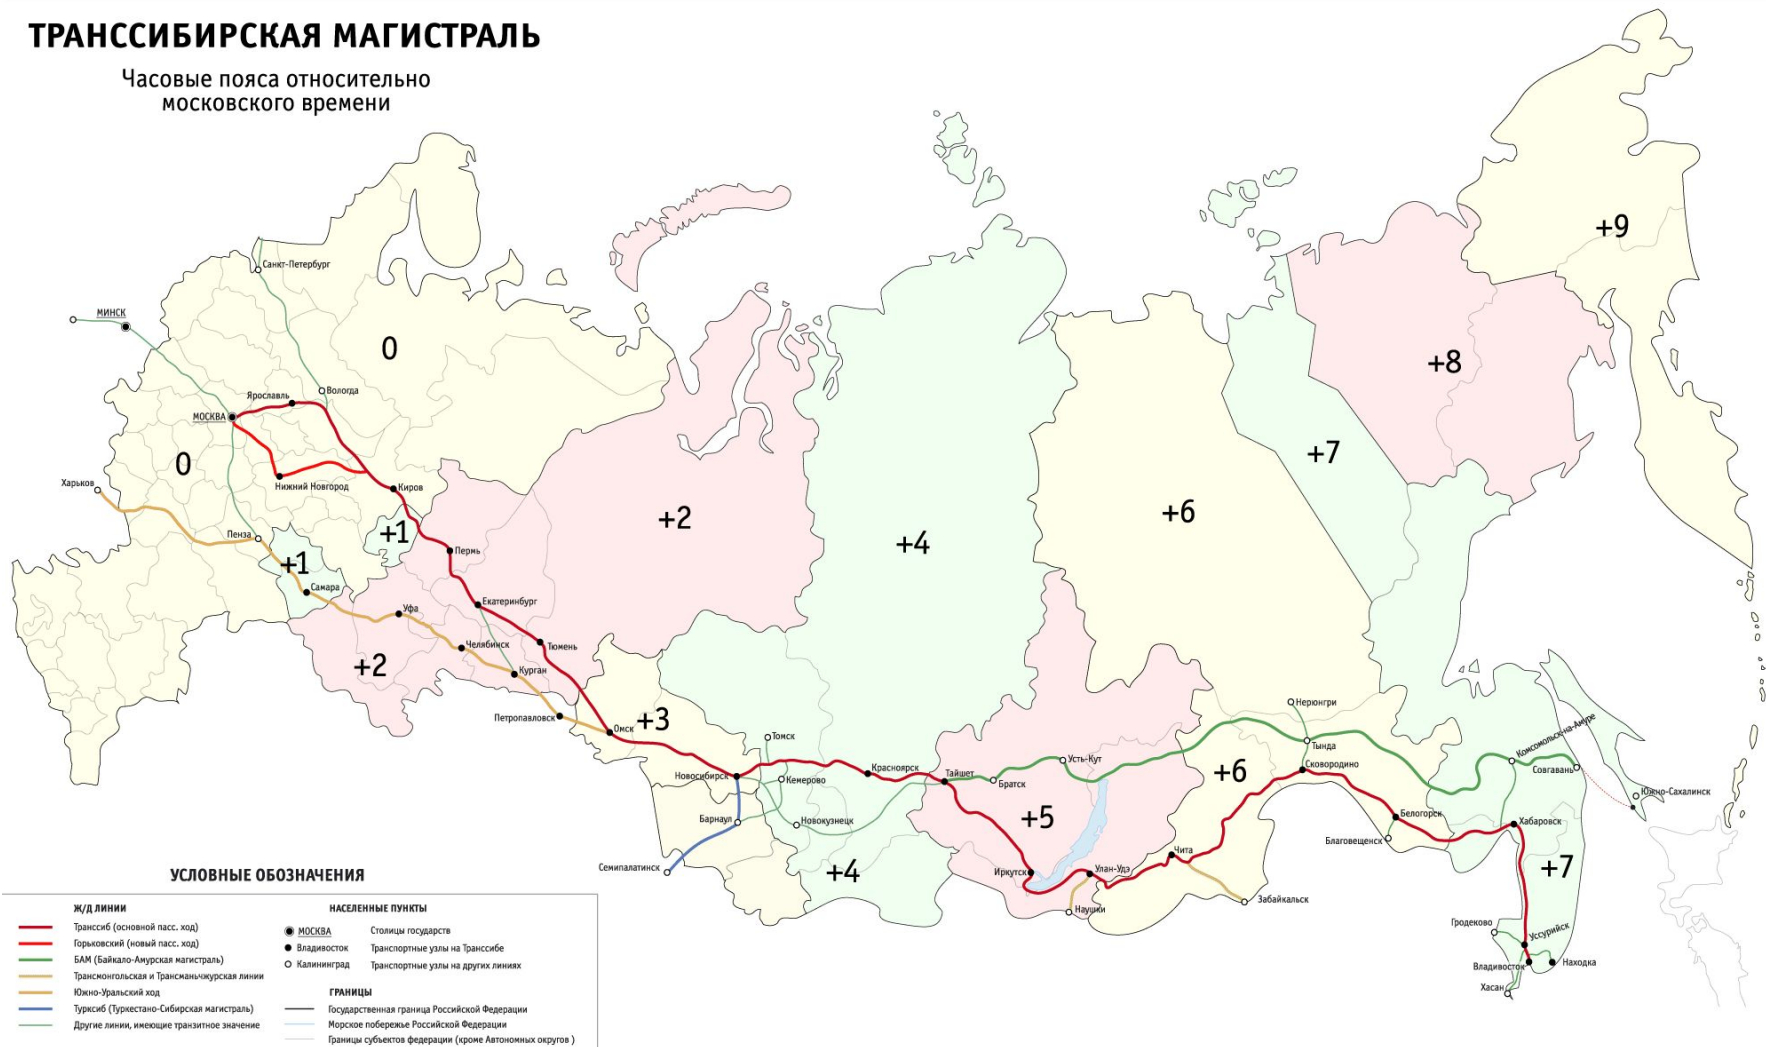 ТРАНССИБИРСКАЯ МАГИСТРАЛЬ
Часовые пояса относительно
московского времени
+9
Санкт-Петербург
МИНСК
0
+8
Вологда
Ярославль
МОСКВА
0
+7
Харьков
Нижний Новгород
Киров
+2
+6
+4
Пенза
+1
+1
Пермь
Самара
Екатеринбург
Уфа
Челябинск
Тюмень
+2
Курган
Петропавловск
Омск
+3
Нерюнгри
Томск
Тында
Комсомольск-на-Амуре
Новосибирск
Кемерово
Красноярск
Тайшет
Братск
Усть-Кут
+6
Сковородино
Совгавань
Южно-Сахалинск
Барнаул
Новокузнецк
+5
Белогорск
Хабаровск
Благовещенск
Семипалатинск
+4
Иркутск
Улан-Удэ
Чита
+7
Наушки
Забайкальск
Гродеково
Уссурийск
Владивосток
Находка
Хасан
УСЛОВНЫЕ ОБОЗНАЧЕНИЯ
Ж/Д ЛИНИИ
Транссиб (основной пасс. ход)
Горьковский (новый пасс. ход)
БАМ (Байкало-Амурская магистраль)
Трансмонгольская и Трансманьчжурская линии
Южно-Уральский ход
Турксиб (Туркестано-Сибирская магистраль)
Другие линии, имеющие транзитное значение
НАСЕЛЕННЫЕ ПУНКТЫ
МОСКВА Столицы государств
Владивосток Транспортные узлы на Транссибе
Калининград Транспортные узлы на других линиях
ГРАНИЦЫ
Государственная граница Российской Федерации
Морское побережье Российской Федерации
Границы субъектов федерации (кроме Автономных округов )